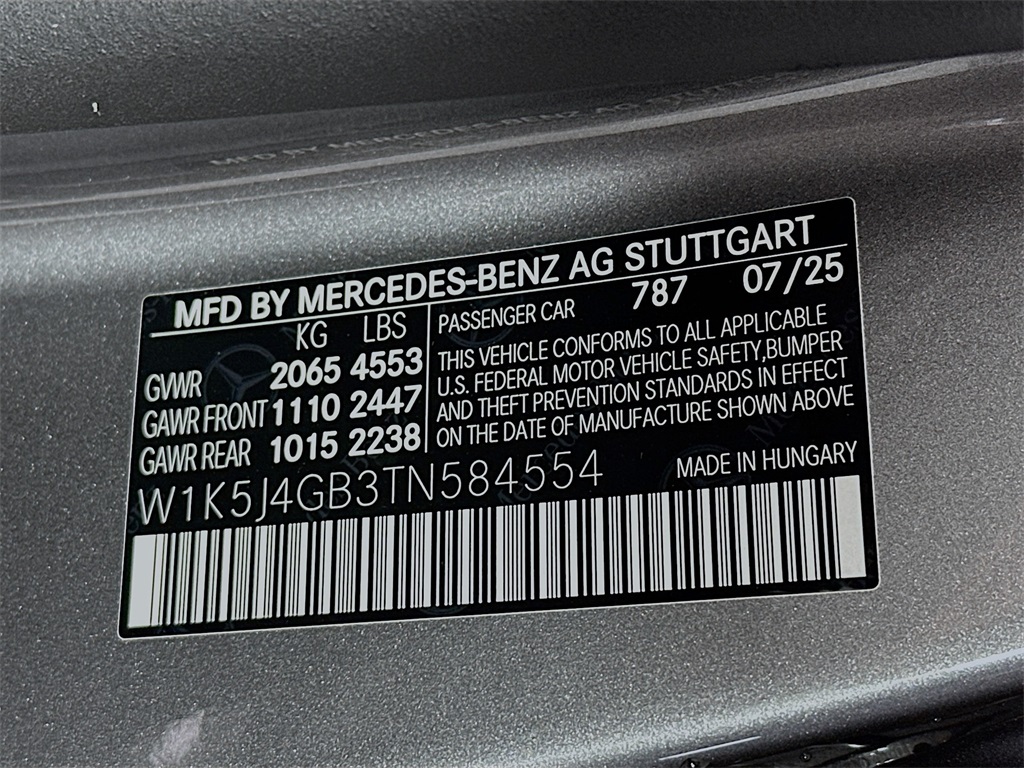 MFD BY MERCEDES-BENZ AG STUTTGART
KG LBS
GVWR 2065 4553
GAWR FRONT 1110 2447
GAWR REAR 1015 2238
PASSENGER CAR 787 07/25
THIS VEHICLE CONFORMS TO ALL APPLICABLE
U.S. FEDERAL MOTOR VEHICLE SAFETY,BUMPER
AND THEFT PREVENTION STANDARDS IN EFFECT
ON THE DATE OF MANUFACTURE SHOWN ABOVE
W1K5J4GB3TN584554
MADE IN HUNGARY